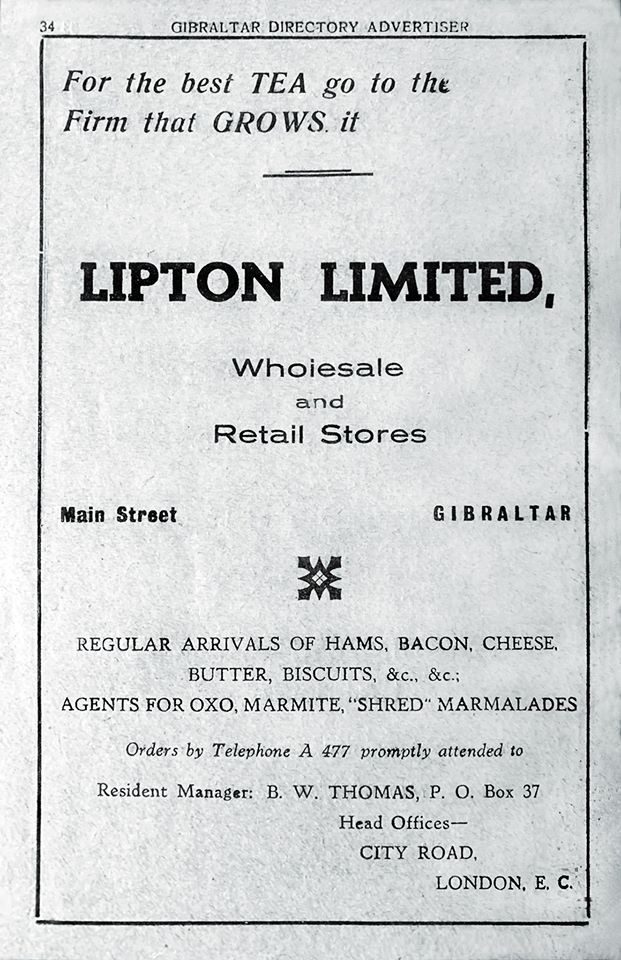 34 GIBRALTAR DIRECTORY ADVERTISER
For the best TEA go to the
Firm that GROWS. it
LIPTON LIMITED,
Wholesale
and
Retail Stores
Main Street GIBRALTAR
REGULAR ARRIVALS OF HAMS, BACON, CHEESE,
BUTTER, BISCUITS, &c., &c.;
AGENTS FOR OXO, MARMITE, "SHRED" MARMALADES
Orders by Telephone A 477 promptly attended to
Resident Manager: B. W. THOMAS, P. O. Box 37
Head Offices—
CITY ROAD,
LONDON, E. C.